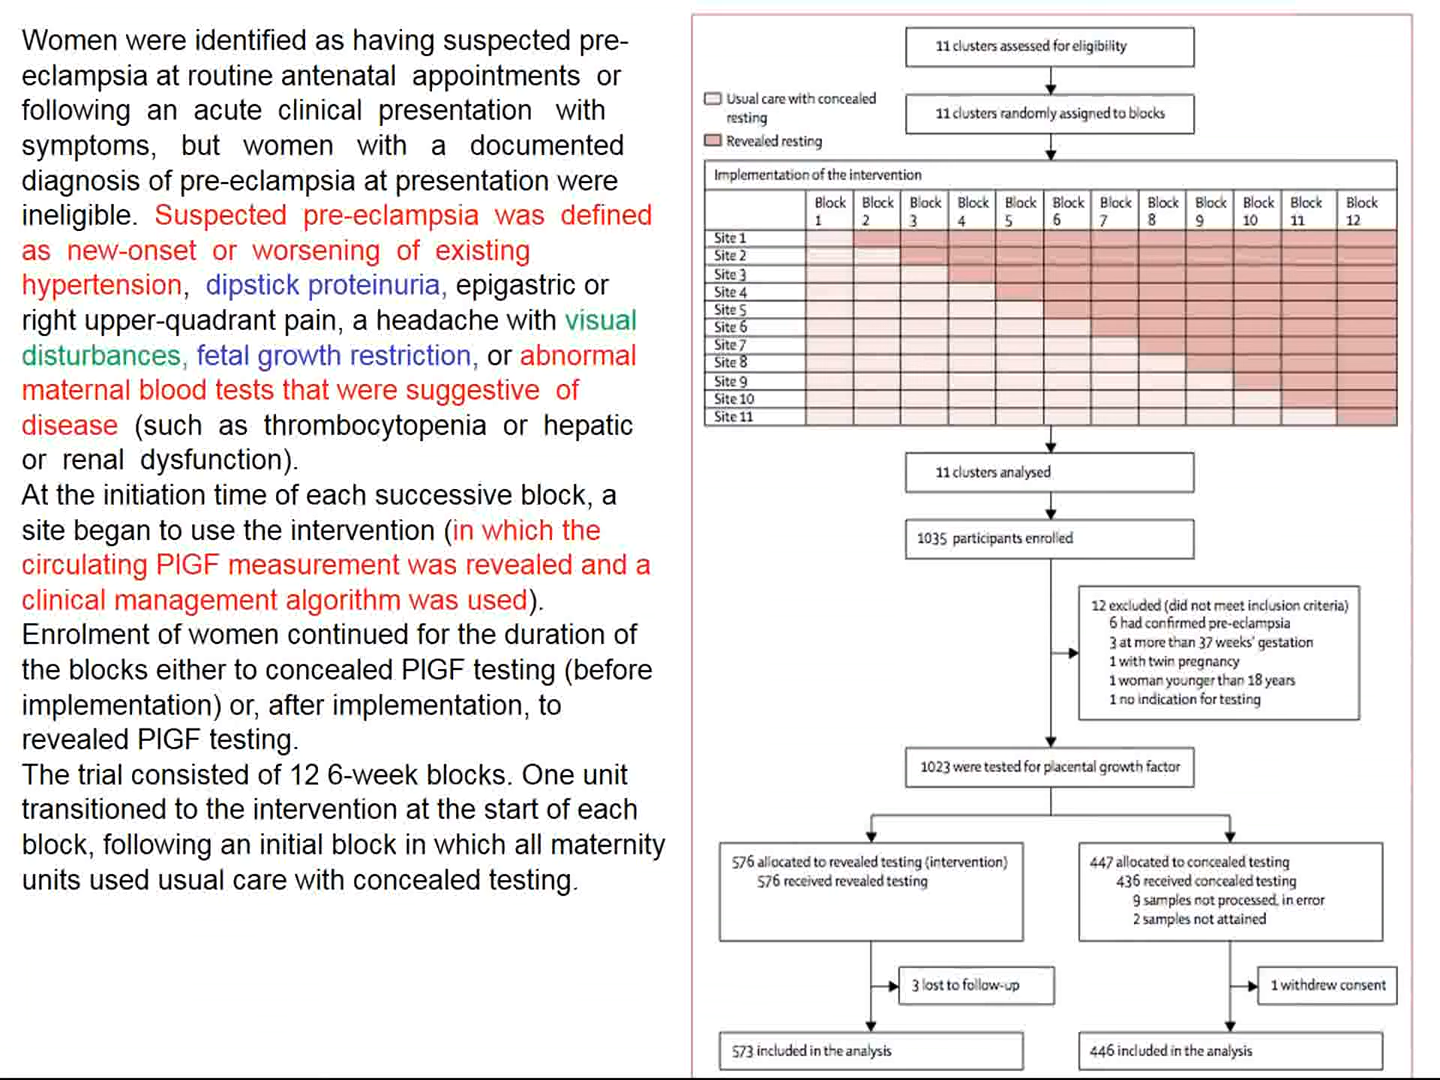 Women were identified as having suspected pre-
eclampsia at routine antenatal appointments or
following an acute clinical presentation with
symptoms, but women with a documented
diagnosis of pre-eclampsia at presentation were
ineligible. Suspected pre-eclampsia was defined
as new-onset or worsening of existing
hypertension, dipstick proteinuria, epigastric or
right upper-quadrant pain, a headache with visual
disturbances, fetal growth restriction, or abnormal
maternal blood tests that were suggestive of
disease (such as thrombocytopenia or hepatic
or renal dysfunction).
At the initiation time of each successive block, a
site began to use the intervention (in which the
circulating PlGF measurement was revealed and a
clinical management algorithm was used).
Enrolment of women continued for the duration of
the blocks either to concealed PlGF testing (before
implementation) or, after implementation, to
revealed PlGF testing.
The trial consisted of 12 6-week blocks. One unit
transitioned to the intervention at the start of each
block, following an initial block in which all maternity
units used usual care with concealed testing.
11 clusters assessed for eligibility
Usual care with concealed
resting
Revealed resting
11 clusters randomly assigned to blocks
Implementation of the intervention
Block 1 Block 2 Block 3 Block 4 Block 5 Block 6 Block 7 Block 8 Block 9 Block 10 Block 11 Block 12
Site 1
Site 2
Site 3
Site 4
Site 5
Site 6
Site 7
Site 8
Site 9
Site 10
Site 11
11 clusters analysed
1035 participants enrolled
12 excluded (did not meet inclusion criteria)
6 had confirmed pre-eclampsia
3 at more than 37 weeks' gestation
1 with twin pregnancy
1 woman younger than 18 years
1 no indication for testing
1023 were tested for placental growth factor
576 allocated to revealed testing (intervention)
576 received revealed testing
447 allocated to concealed testing
436 received concealed testing
9 samples not processed, in error
2 samples not attained
3 lost to follow-up
1 withdrew consent
573 included in the analysis
446 included in the analysis